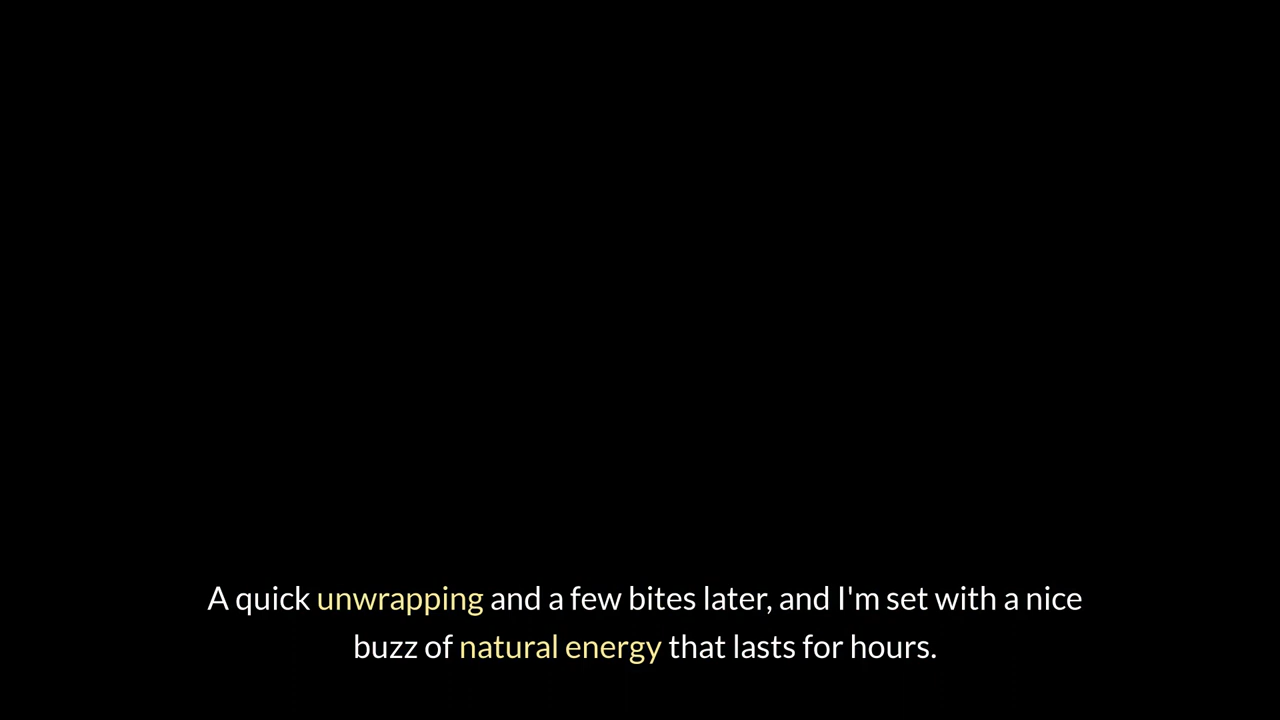 A quick unwrapping and a few bites later, and I'm set with a nice
buzz of natural energy that lasts for hours.